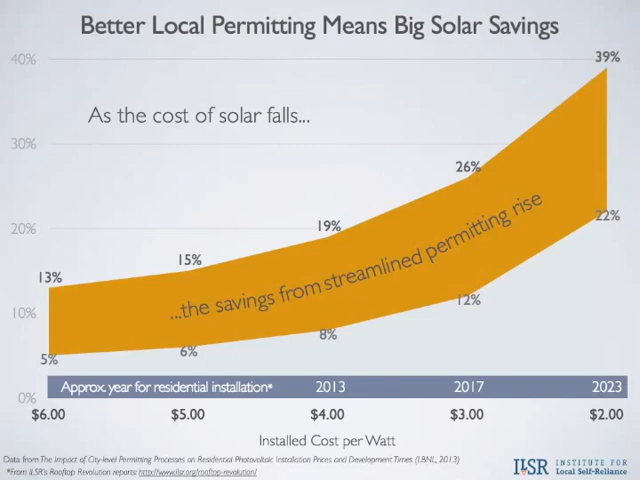 Better Local Permitting Means Big Solar Savings
40%
39%
As the cost of solar falls...
30%
26%
20%
19%
22%
15%
13%
...the savings from streamlined permitting rise
10%
12%
8%
6%
5%
Approx. year for residential installation* 2013 2017 2023
0%
$6.00 $5.00 $4.00 $3.00 $2.00
Installed Cost per Watt
Data from The Impact of City-level Permitting Processes on Residential Photovoltaic Installation Prices and Development Times (LBNL, 2013)
*From ILSR's Rooftop Revolution reports: http://www.ilsr.org/rooftop-revolution/
ILSR INSTITUTE FOR
Local Self-Reliance